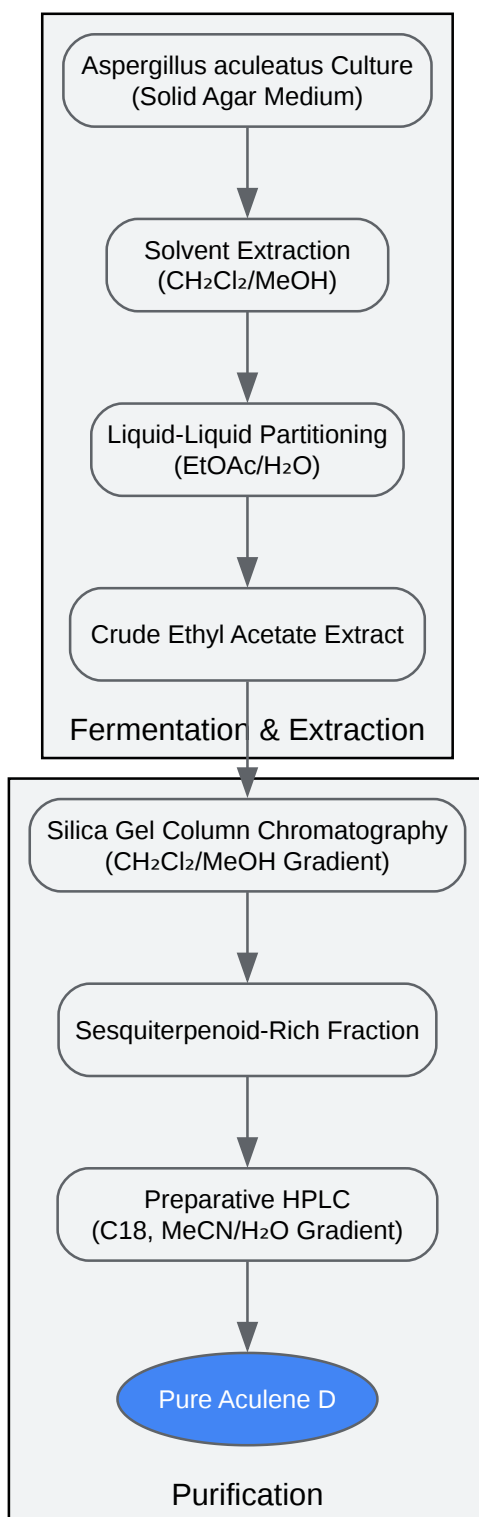 Aspergillus aculeatus Culture
(Solid Agar Medium)
Solvent Extraction
(CH₂Cl₂/MeOH)
Liquid-Liquid Partitioning
(EtOAc/H₂O)
Crude Ethyl Acetate Extract
Fermentation & Extraction
Silica Gel Column Chromatography
(CH₂Cl₂/MeOH Gradient)
Sesquiterpenoid-Rich Fraction
Preparative HPLC
(C18, MeCN/H₂O Gradient)
Pure Aculene D
Purification